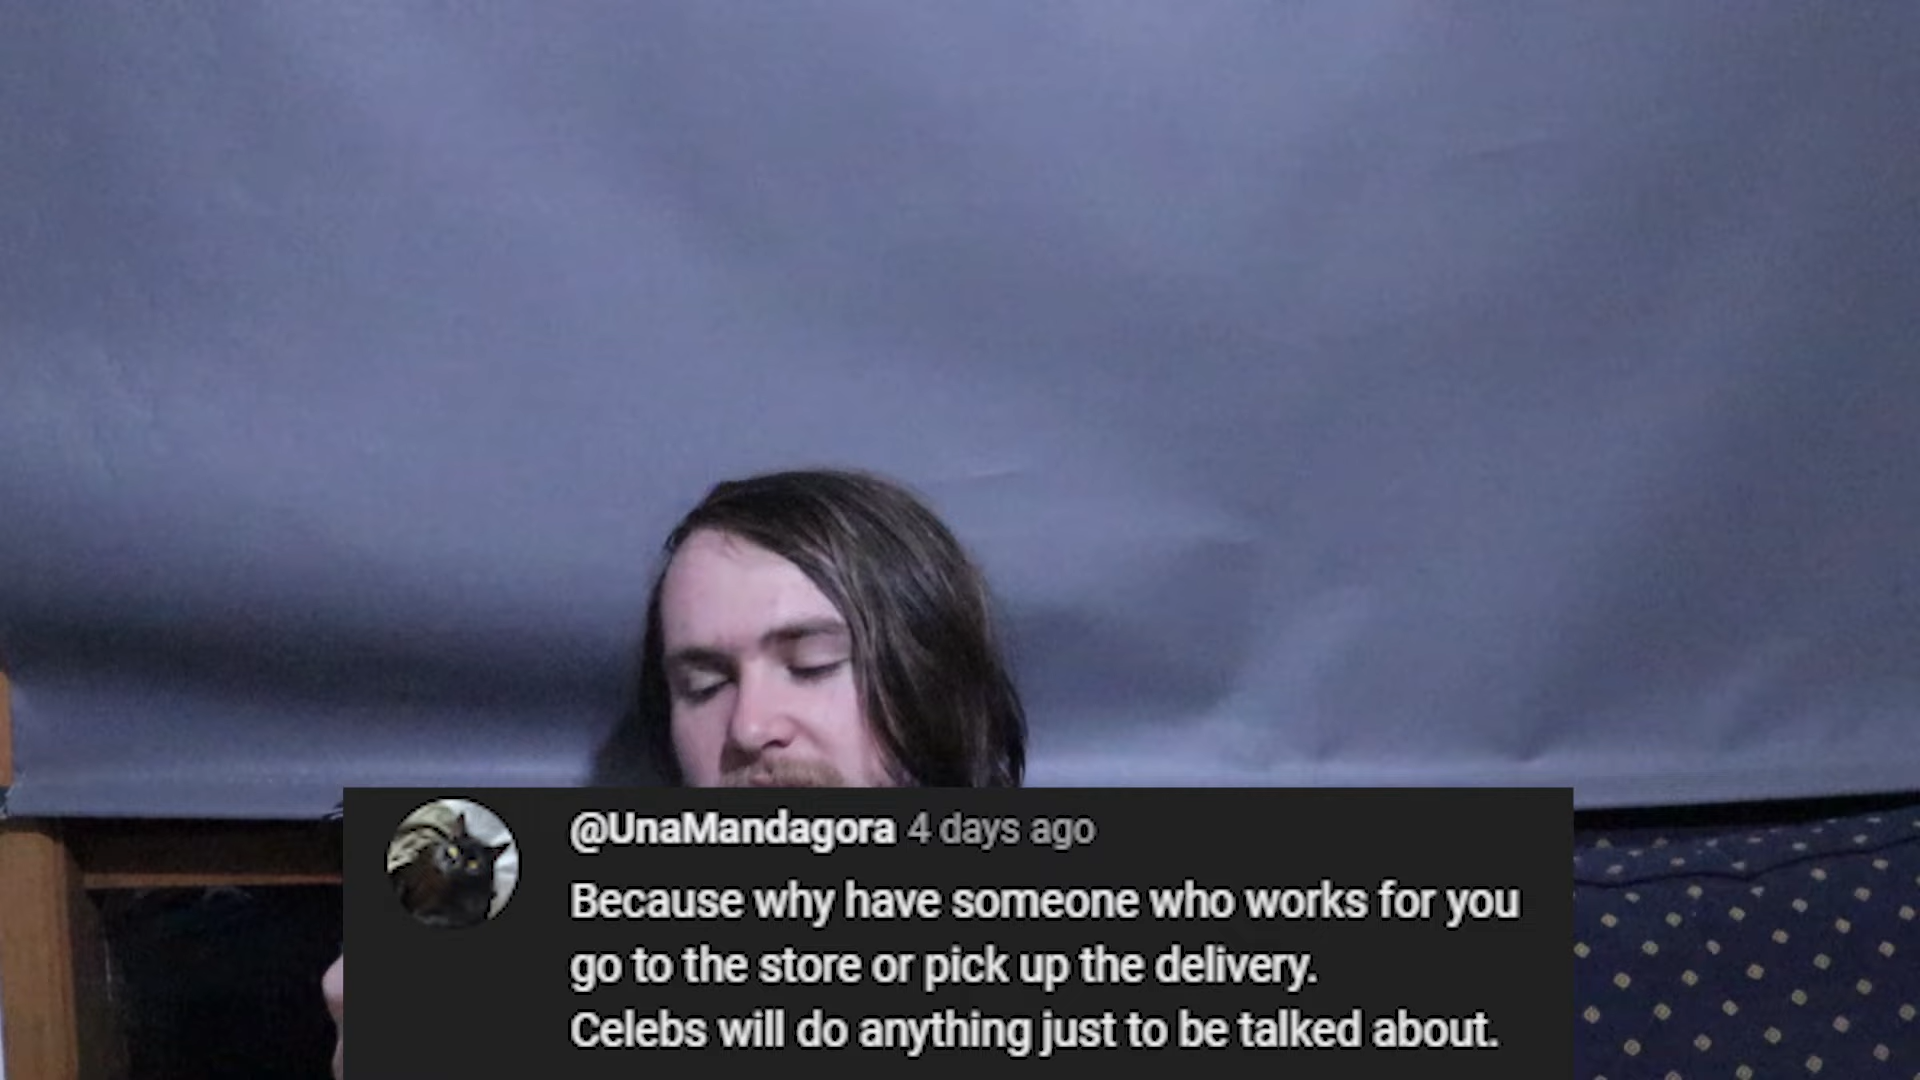 @UnaMandagora 4 days ago
Because why have someone who works for you
go to the store or pick up the delivery.
Celebs will do anything just to be talked about.